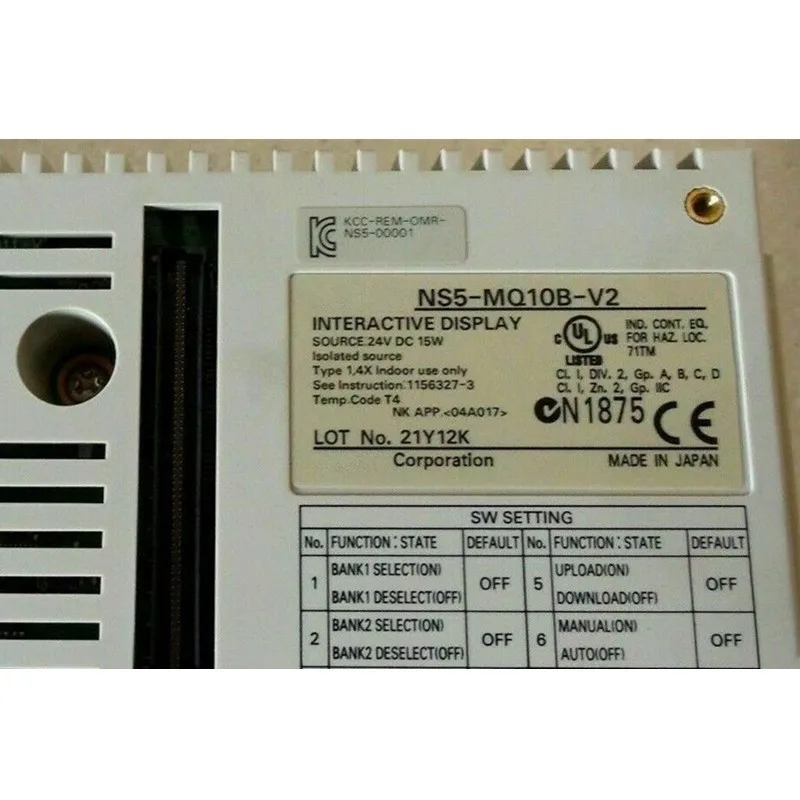 KCC-REM-OMR-
NS5-00001
NS5-MQ10B-V2
INTERACTIVE DISPLAY
SOURCE:24V DC 15W
Isolated source
Type 1,4X Indoor use only
See Instruction:1156327-3
Temp.Code T4
NK APP.<04A017>
LOT No. 21Y12K
Corporation
C UL US
LISTED
IND. CONT. EQ.
FOR HAZ. LOC.
71TM
Cl. I, DIV. 2, Gp. A, B, C, D
Cl. I, Zn. 2, Gp. IIC
N1875 CE
MADE IN JAPAN
SW SETTING
No. FUNCTION:STATE DEFAULT No. FUNCTION:STATE DEFAULT
1 BANK1 SELECT(ON) OFF 5 UPLOAD(ON) OFF
BANK1 DESELECT(OFF) DOWNLOAD(OFF)
2 BANK2 SELECT(ON) OFF 6 MANUAL(ON) OFF
BANK2 DESELECT(OFF) AUTO(OFF)